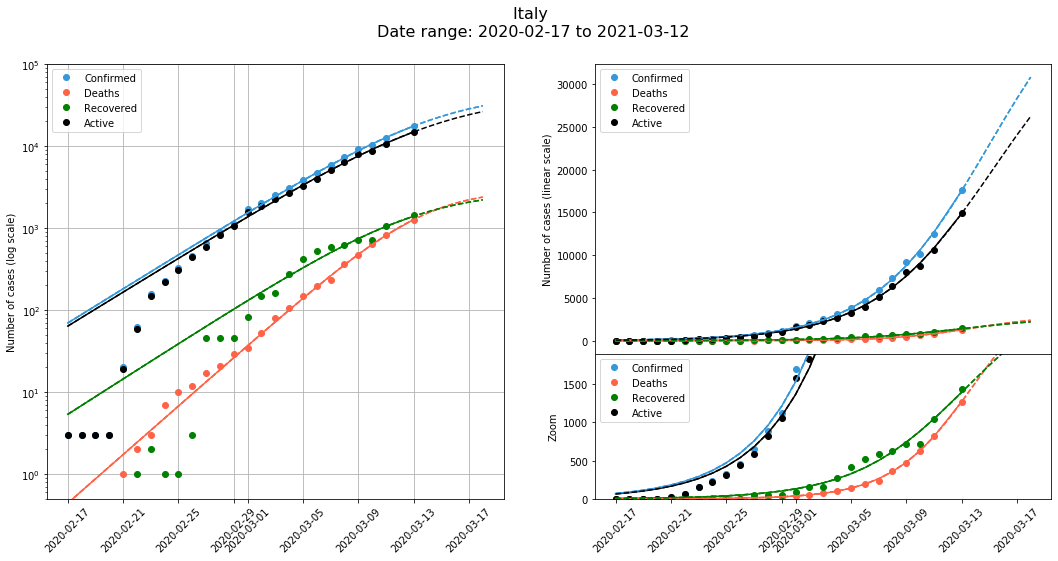 Italy
Date range: 2020-02-17 to 2021-03-12
Number of cases (log scale)
10⁵
10⁴
10³
10²
10¹
10⁰
Confirmed
Deaths
Recovered
Active
2020-02-17
2020-02-21
2020-02-25
2020-02-29
2020-03-01
2020-03-05
2020-03-09
2020-03-13
2020-03-17
Number of cases (linear scale)
30000
25000
20000
15000
10000
5000
0
Confirmed
Deaths
Recovered
Active
Zoom
1500
1000
500
0
Confirmed
Deaths
Recovered
Active
2020-02-17
2020-02-21
2020-02-25
2020-02-29
2020-03-01
2020-03-05
2020-03-09
2020-03-13
2020-03-17